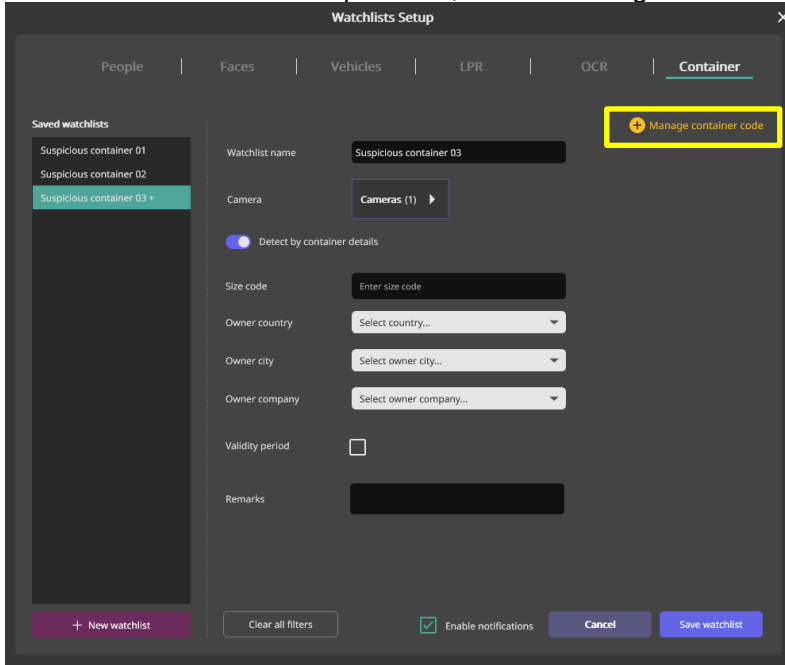 Watchlists Setup
People | Faces | Vehicles | LPR | OCR | Container
Saved watchlists
Suspicious container 01
Suspicious container 02
Suspicious container 03 +
+ New watchlist
+ Manage container code
Watchlist name Suspicious container 03
Camera Cameras (1)
Detect by container details
Size code Enter size code
Owner country Select country...
Owner city Select owner city...
Owner company Select owner company...
Validity period
Remarks
Clear all filters Enable notifications Cancel Save watchlist